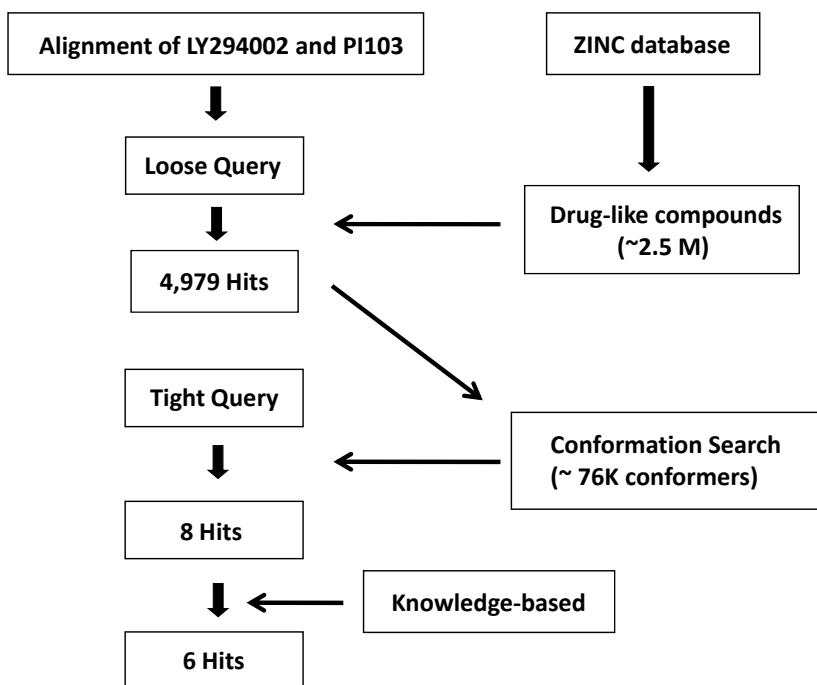 Alignment of LY294002 and PI103
ZINC database
Loose Query
Drug-like compounds
(~2.5 M)
4,979 Hits
Tight Query
Conformation Search
(~ 76K conformers)
8 Hits
Knowledge-based
6 Hits